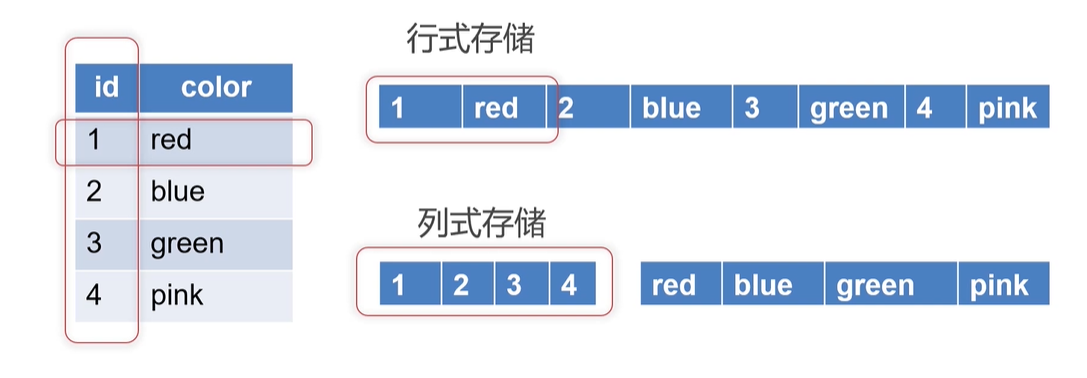 id color
1 red
2 blue
3 green
4 pink
行式存储
1 red 2 blue 3 green 4 pink
列式存储
1 2 3 4 red blue green pink